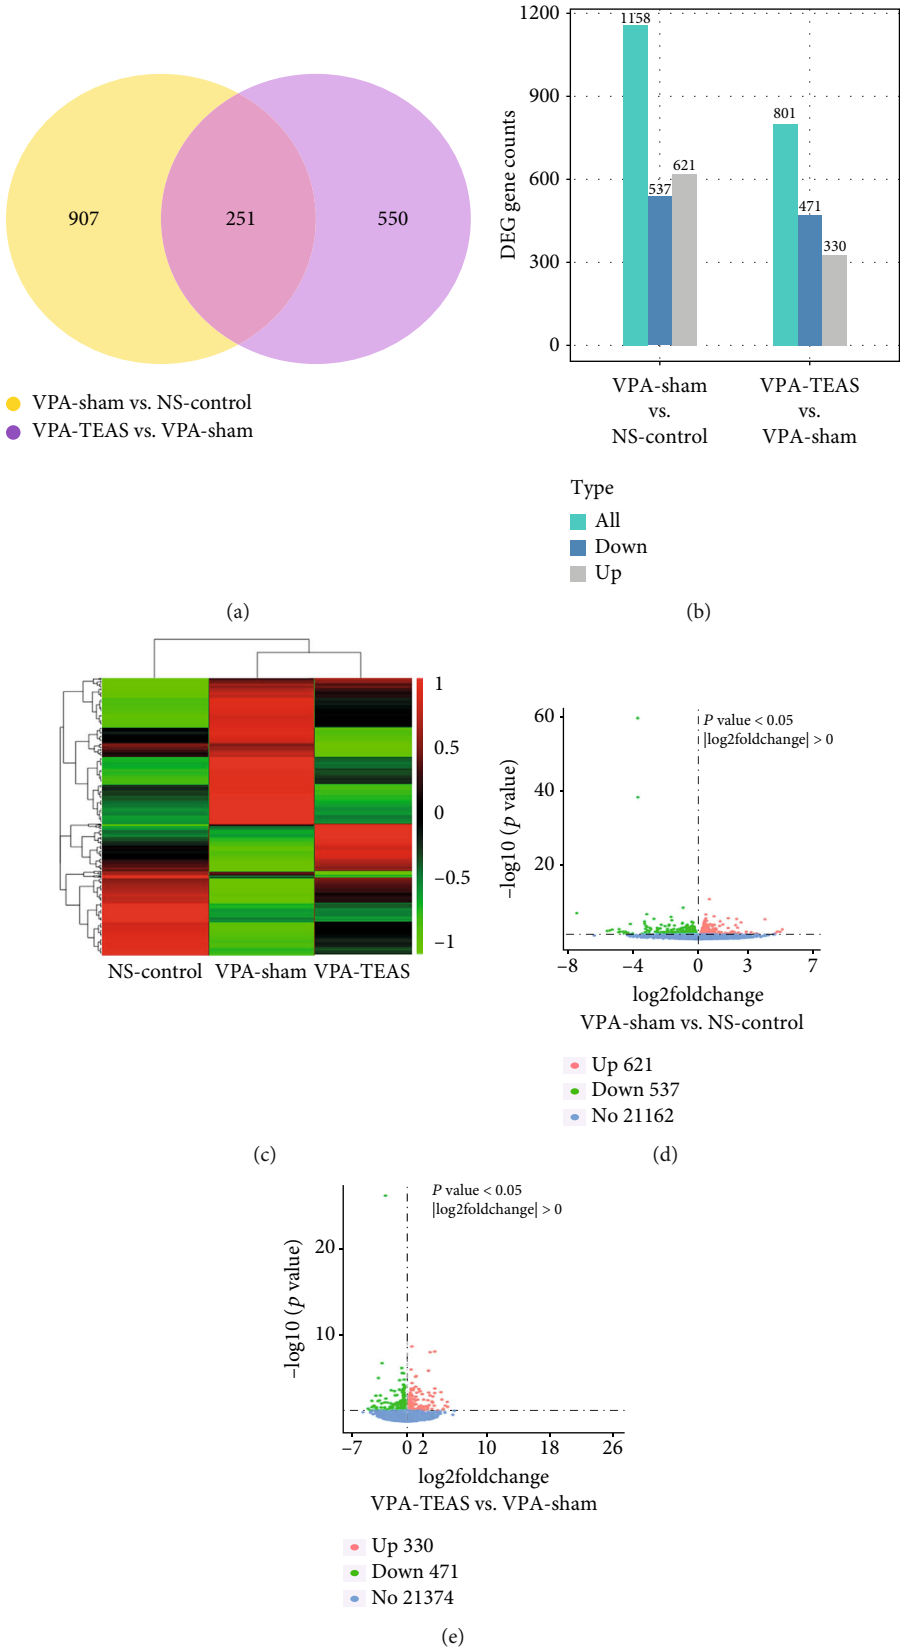 907
251
550
VPA-sham vs. NS-control
VPA-TEAS vs. VPA-sham
(a)
DEG gene counts
1200
900
600
300
0
1158
537
621
801
471
330
VPA-sham
vs.
NS-control
VPA-TEAS
vs.
VPA-sham
Type
All
Down
Up
(b)
1
0.5
0
−0.5
−1
NS-control
VPA-sham
VPA-TEAS
(c)
−log10 (p value)
60
40
20
P value < 0.05
|log2foldchange| > 0
−8
−4
0
3
7
log2foldchange
VPA-sham vs. NS-control
Up 621
Down 537
No 21162
(d)
−log10 (p value)
20
10
P value < 0.05
|log2foldchange| > 0
−7
0
2
10
18
26
log2foldchange
VPA-TEAS vs. VPA-sham
Up 330
Down 471
No 21374
(e)